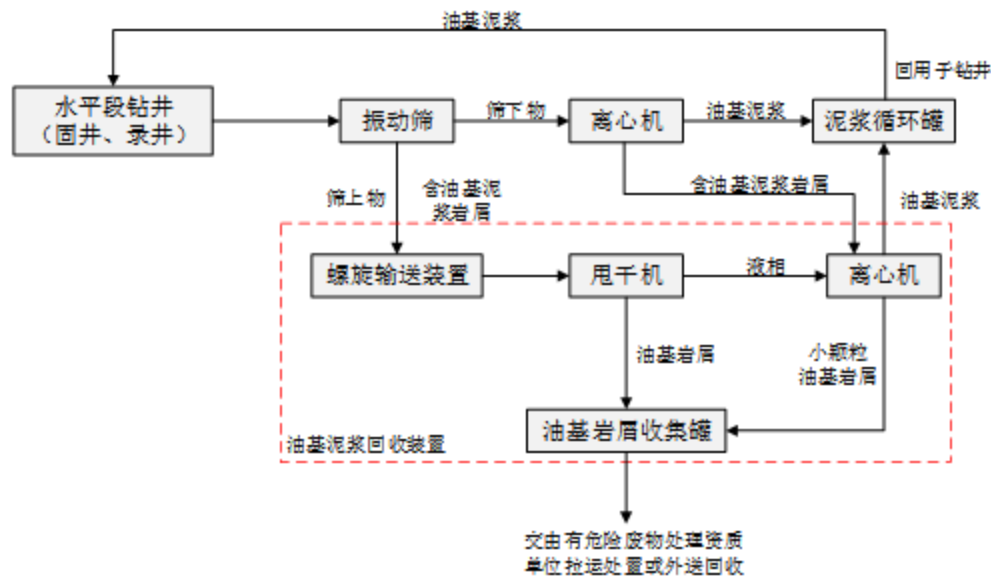 油基泥浆
回用于钻井
水平段钻井
（固井、录井）
振动筛
筛下物
离心机
油基泥浆
泥浆循环罐
筛上物
含油基泥
浆岩屑
含油基泥浆岩屑
油基泥浆
螺旋输送装置
甩干机
液相
离心机
油基岩屑
小颗粒
油基岩屑
油基岩屑收集罐
油基泥浆回收装置
交由有危险废物处理资质
单位拉运处置或外送回收